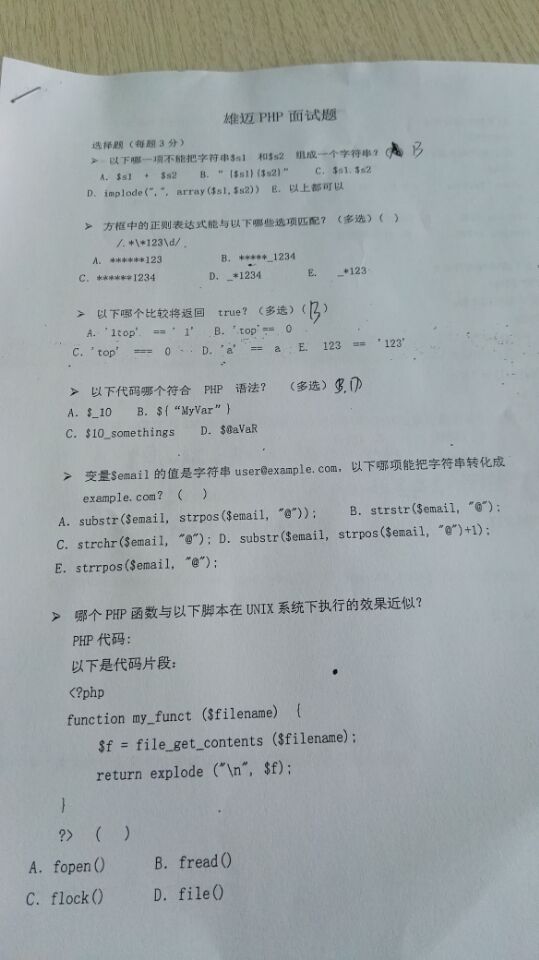 雄迈 PHP 面试题
选择题（每题 3 分）
➢ 以下哪一项不能把字符串$s1 和$s2 组成一个字符串？（A B
A. $s1 + $s2 B. "{$s1}{$s2}" C. $s1.$s2
D. implode(",", array($s1,$s2)) E. 以上都可以
➢ 方框中的正则表达式能与以下哪些选项匹配？（多选）（ ）
/.*\*123\d/
A. ******123 B. *****_1234
C. ******1234 D. _*1234 E. _*123
➢ 以下哪个比较将返回 true？（多选）（B）
A. '1top' == '1' B. 'top'== 0
C. 'top' === 0 D. 'a' == a E. 123 == '123'
➢ 以下代码哪个符合 PHP 语法？ （多选）B,D
A. $_10 B. ${“MyVar”}
C. $10_somethings D. $@aVaR
➢ 变量$email 的值是字符串 user@example.com，以下哪项能把字符串转化成
example.com？（ ）
A. substr($email, strpos($email, "@")); B. strstr($email, "@");
C. strchr($email, "@"); D. substr($email, strpos($email, "@")+1);
E. strrpos($email, "@");
➢ 哪个 PHP 函数与以下脚本在 UNIX 系统下执行的效果近似？
PHP 代码：
以下是代码片段：
<?php
function my_funct ($filename) {
$f = file_get_contents ($filename);
return explode ("\n", $f);
}
?> ( )
A. fopen() B. fread()
C. flock() D. file()